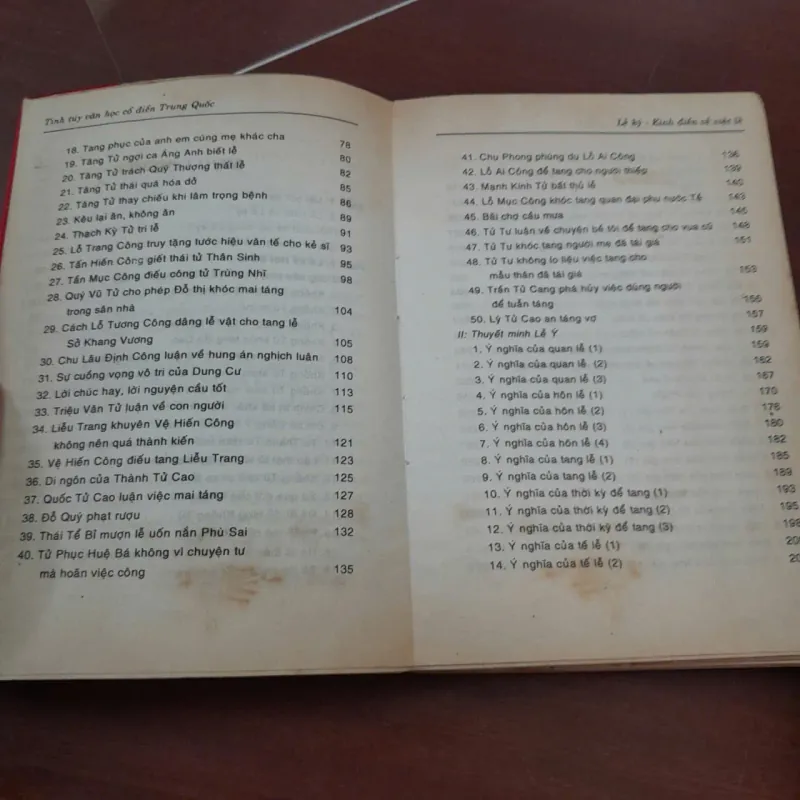 Tinh túy văn học cổ điển Trung Quốc
18. Tang phục của anh em cùng mẹ khác cha 78
19. Tăng Tử ngợi ca Áng Anh biết lễ 80
20. Tăng Tử trách Quý Thượng thất lễ 82
21. Tăng Tử thái quá hóa dở 85
22. Tăng Tử thay chiếu khi lâm trọng bệnh 86
23. Kêu lại ăn, không ăn 89
24. Thạch Kỳ Tử trị lễ 91
25. Lỗ Trang Công truy tặng tước hiệu văn tế cho kẻ sĩ 93
26. Tấn Hiến Công giết thái tử Thân Sinh 95
27. Tần Mục Công điếu công tử Trùng Nhĩ 98
28. Quý Vũ Tử cho phép Đỗ thị khóc mai táng
trong sân nhà 104
29. Cách Lỗ Tương Công dâng lễ vật cho tang lễ
Sở Khang Vương 105
30. Chu Lâu Định Công luận về hung án nghịch luân 108
31. Sự cuồng vọng vô tri của Dung Cư 110
32. Lời chúc hay, lời nguyện cầu tốt 113
33. Triệu Văn Tử luận về con người 115
34. Liễu Trang khuyên Vệ Hiến Công
không nên quá thành kiến 121
35. Vệ Hiến Công điếu tang Liễu Trang 123
36. Di ngôn của Thành Tử Cao 125
37. Quốc Tử Cao luận việc mai táng 127
38. Đỗ Quý phạt rượu 128
39. Thái Tể Bỉ mượn lễ uốn nắn Phù Sai 132
40. Tử Phục Huệ Bá không vì chuyện tư
mà hoãn việc công 135
Lễ ký - Kinh điển về việc lễ
41. Chu Phong phúng dụ Lỗ Ai Công 136
42. Lỗ Ai Công để tang cho người thiếp 139
43. Mạnh Kính Tử bất thủ lễ 140
44. Lỗ Mục Công khóc tang quan đại phu nước Tề 143
45. Bãi chợ cầu mưa 145
46. Tử Tư luận về chuyện bề tôi để tang cho vua cũ 148
47. Tử Tư khóc tang người mẹ đã tái giá 151
48. Tử Tư không lo liệu việc tang cho
mẫu thân đã tái giá 153
49. Trần Tử Cang phá hủy việc dùng người
để tuẫn táng 156
50. Lý Tử Cao an táng vợ 157
II: Thuyết minh Lễ Ý 159
1. Ý nghĩa của quan lễ (1) 159
2. Ý nghĩa của quan lễ (2) 162
3. Ý nghĩa của quan lễ (3) 167
4. Ý nghĩa của hôn lễ (1) 170
5. Ý nghĩa của hôn lễ (2) 178
6. Ý nghĩa của hôn lễ (3) 180
7. Ý nghĩa của hôn lễ (4) 182
8. Ý nghĩa của tang lễ (1) 185
9. Ý nghĩa của tang lễ (2) 189
10. Ý nghĩa của thời kỳ để tang (1) 193
11. Ý nghĩa của thời kỳ để tang (2) 195
12. Ý nghĩa của thời kỳ để tang (3) 198
13. Ý nghĩa của tế lễ (1)
14. Ý nghĩa của tế lễ (2)